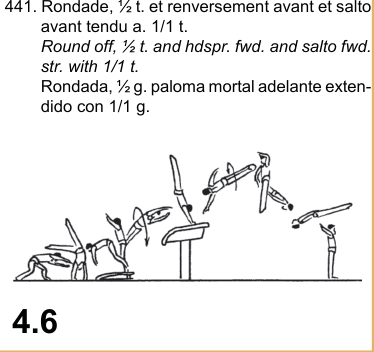 441. Rondade, ½ t. et renversement avant et salto
avant tendu a. 1/1 t.
Round off, ½ t. and hdspr. fwd. and salto fwd.
str. with 1/1 t.
Rondada, ½ g. paloma mortal adelante exten-
dido con 1/1 g.
4.6